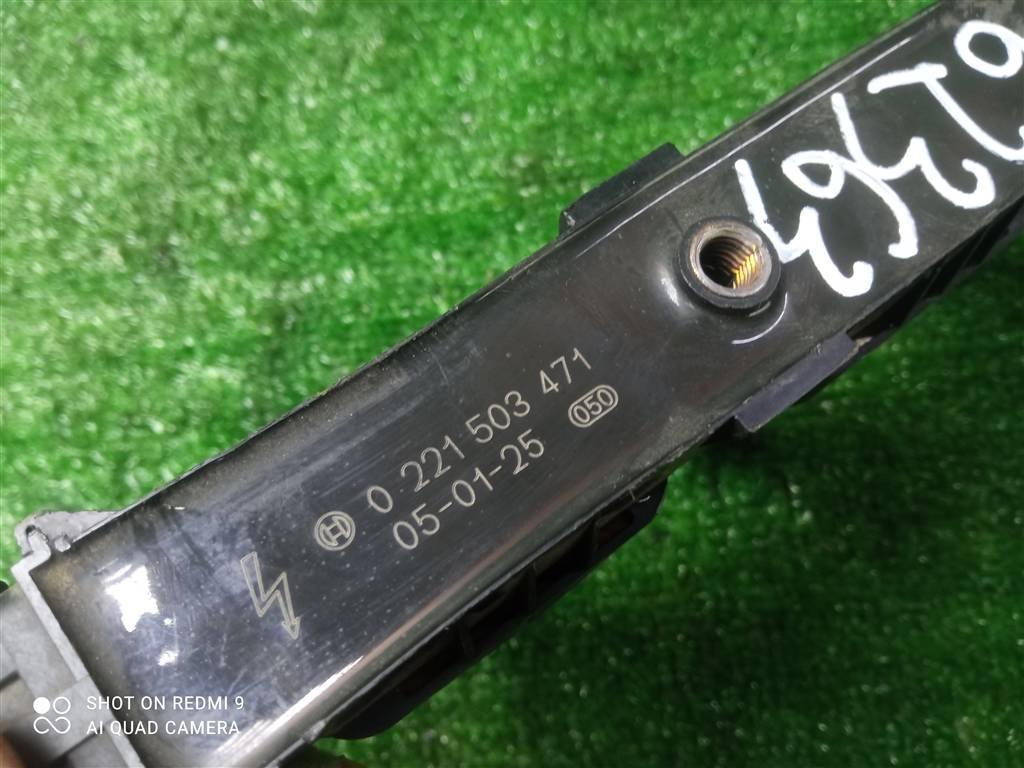 0 221 503 471
05-01-25 050
SHOT ON REDMI 9
AI QUAD CAMERA